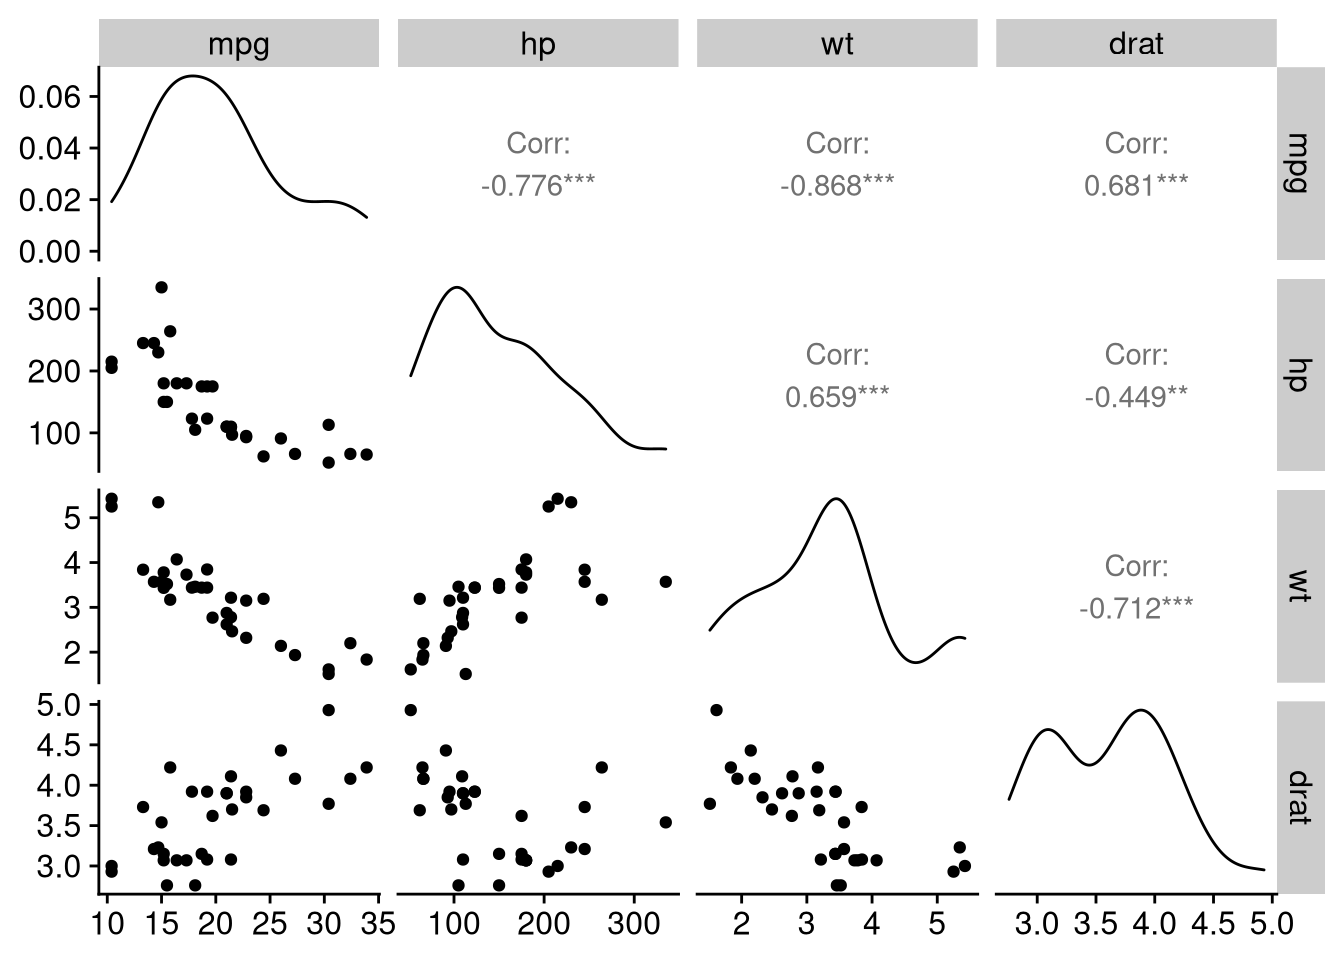 mpg hp wt drat
0.06
0.04
0.02
0.00
Corr:
-0.776***
Corr:
-0.868***
Corr:
0.681***
mpg
300
200
100
Corr:
0.659***
Corr:
-0.449**
hp
5
4
3
2
Corr:
-0.712***
wt
5.0
4.5
4.0
3.5
3.0
drat
10 15 20 25 30 35 100 200 300 2 3 4 5 3.0 3.5 4.0 4.5 5.0